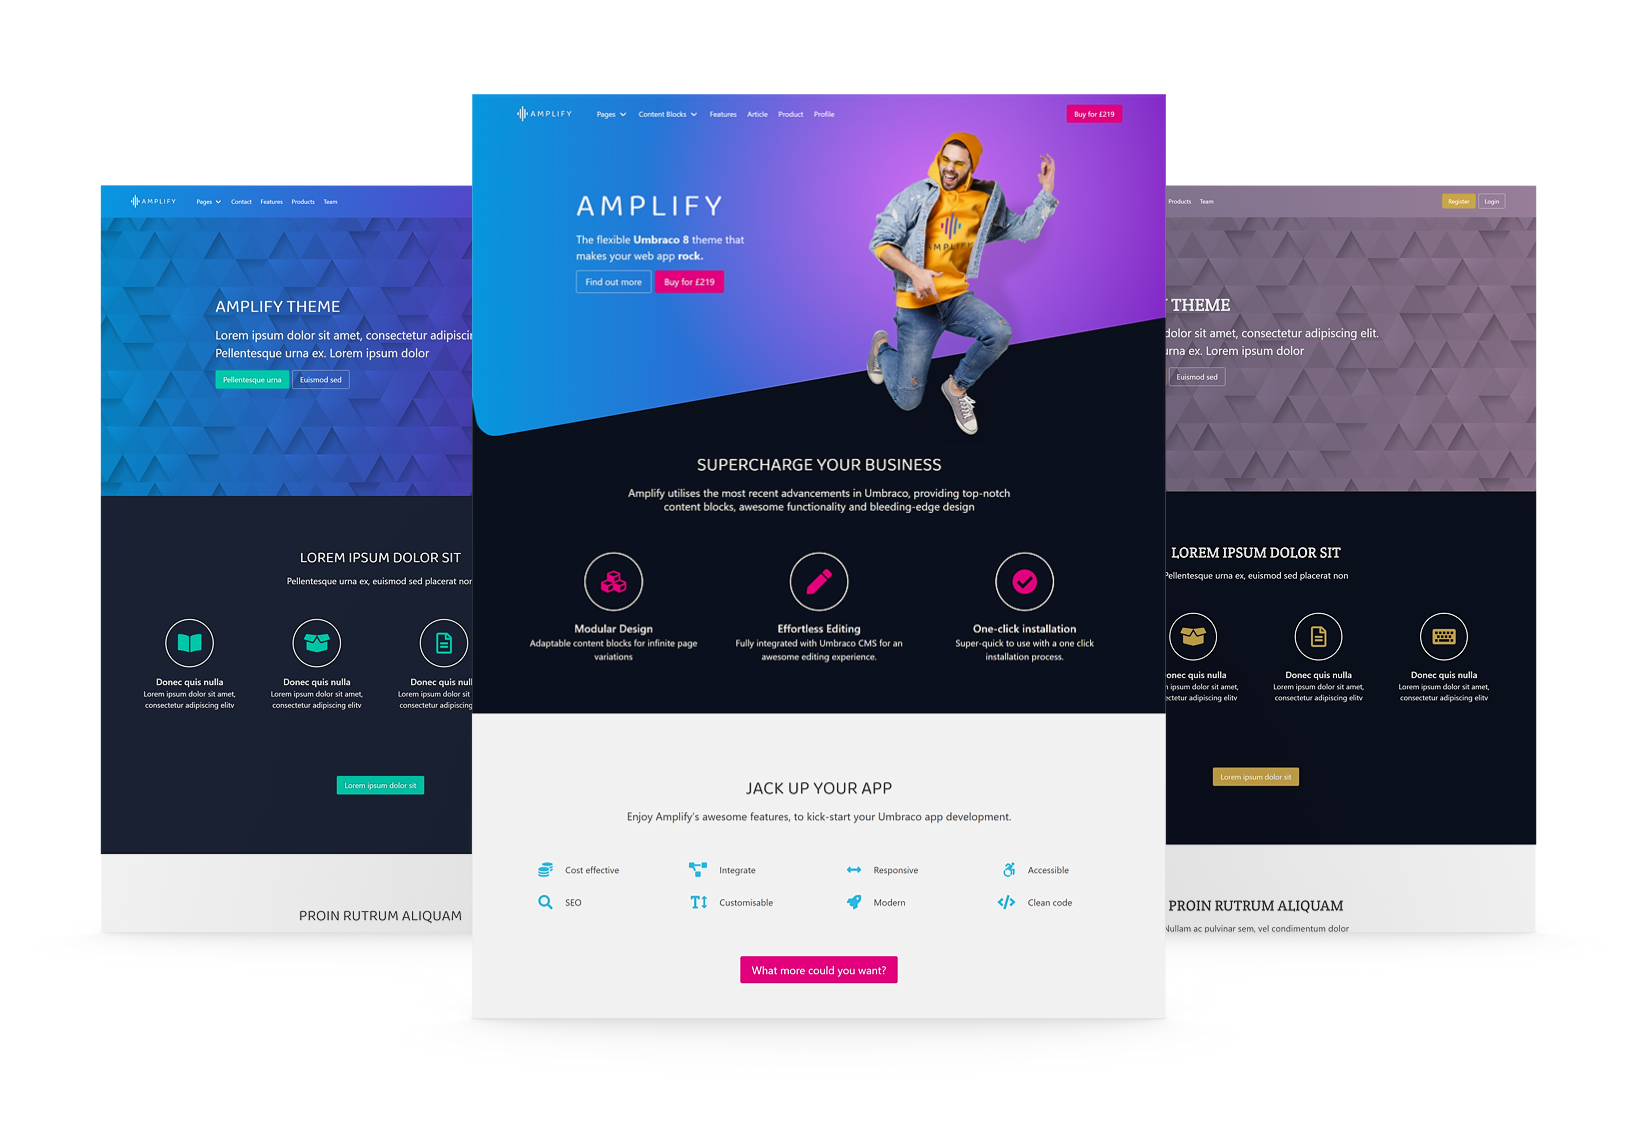 AMPLIFY
Pages
Contact
Features
Products
Team
AMPLIFY THEME
Lorem ipsum dolor sit amet, consectetur
Pellentesque urna ex. Lorem ipsum dolor
Pellentesque urna
Euismod sed
LOREM IPSUM DOLOR SIT
Pellentesque urna ex, euismod sed placerat
Donec quis nulla
Lorem ipsum dolor sit amet,
consectetur adipiscing elitv
Donec quis nulla
Lorem ipsum dolor sit amet,
consectetur adipiscing elitv
Donec quis
Lorem ipsum dolor sit
consectetur adipiscing
Lorem ipsum dolor sit
PROIN RUTRUM ALIQUAM
AMPLIFY
Pages
Content Blocks
Features
Article
Product
Profile
Buy for £219
AMPLIFY
The flexible Umbraco 8 theme that
makes your web app rock.
Find out more
Buy for £219
AMPLIFY
SUPERCHARGE YOUR BUSINESS
Amplify utilises the most recent advancements in Umbraco, providing top-notch
content blocks, awesome functionality and bleeding-edge design
Modular Design
Adaptable content blocks for infinite page
variations
Effortless Editing
Fully integrated with Umbraco CMS for an
awesome editing experience.
One-click installation
Super-quick to use with a one click
installation process.
JACK UP YOUR APP
Enjoy Amplify's awesome features, to kick-start your Umbraco app development.
Cost effective
Integrate
Responsive
Accessible
SEO
Customisable
Modern
Clean code
What more could you want?
Products
Team
Register
Login
THEME
dolor sit amet, consectetur adipiscing elit.
ex. Lorem ipsum dolor
Euismod sed
LOREM IPSUM DOLOR SIT
Pellentesque urna ex, euismod sed placerat non
quis nulla
ipsum dolor sit amet,
adipiscing elitv
Donec quis nulla
Lorem ipsum dolor sit amet,
consectetur adipiscing elitv
Donec quis nulla
Lorem ipsum dolor sit amet,
consectetur adipiscing elitv
Lorem ipsum dolor sit
PROIN RUTRUM ALIQUAM
Nullam ac pulvinar sem, vel condimentum dolor